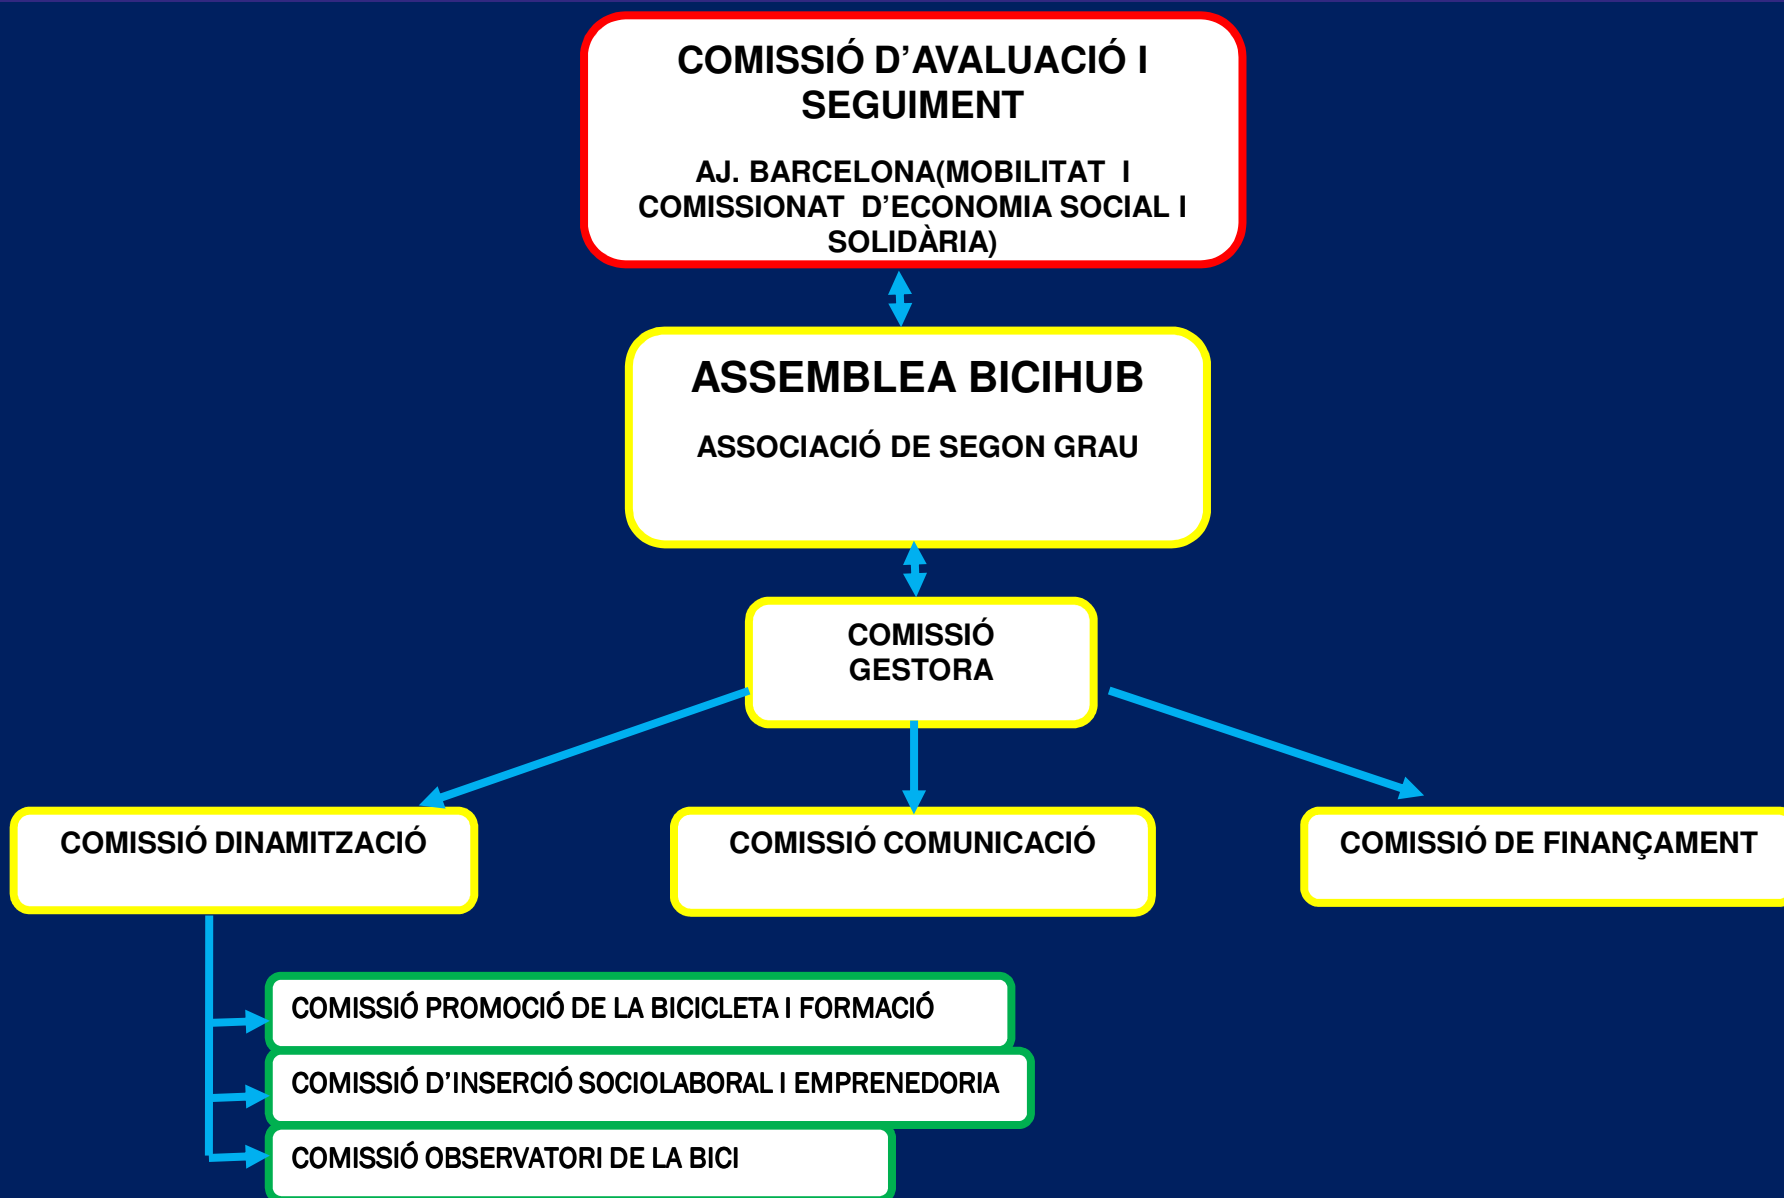 COMISSIÓ D’AVALUACIÓ I
SEGUIMENT
AJ. BARCELONA(MOBILITAT I
COMISSIONAT D’ECONOMIA SOCIAL I
SOLIDÀRIA)
ASSEMBLEA BICIHUB
ASSOCIACIÓ DE SEGON GRAU
COMISSIÓ
GESTORA
COMISSIÓ DINAMITZACIÓ
COMISSIÓ COMUNICACIÓ
COMISSIÓ DE FINANÇAMENT
COMISSIÓ PROMOCIÓ DE LA BICICLETA I FORMACIÓ
COMISSIÓ D’INSERCIÓ SOCIOLABORAL I EMPRENEDORIA
COMISSIÓ OBSERVATORI DE LA BICI